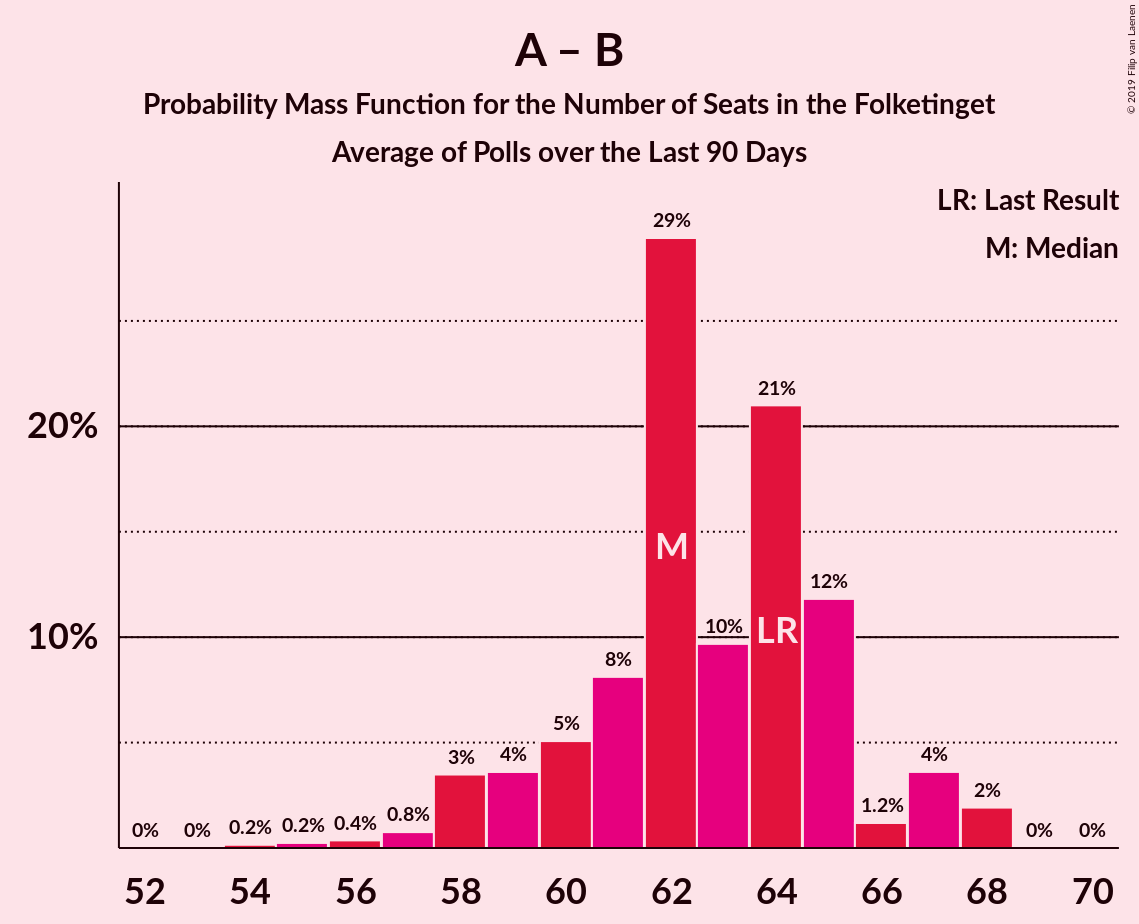 A – B
Probability Mass Function for the Number of Seats in the Folketinget
Average of Polls over the Last 90 Days
© 2019 Filip van Laenen
LR: Last Result
M: Median
20%
10%
0%
0%
0.2%
0.2%
0.4%
0.8%
3%
4%
5%
8%
29%
10%
21%
12%
1.2%
4%
2%
0%
0%
M
LR
52 54 56 58 60 62 64 66 68 70